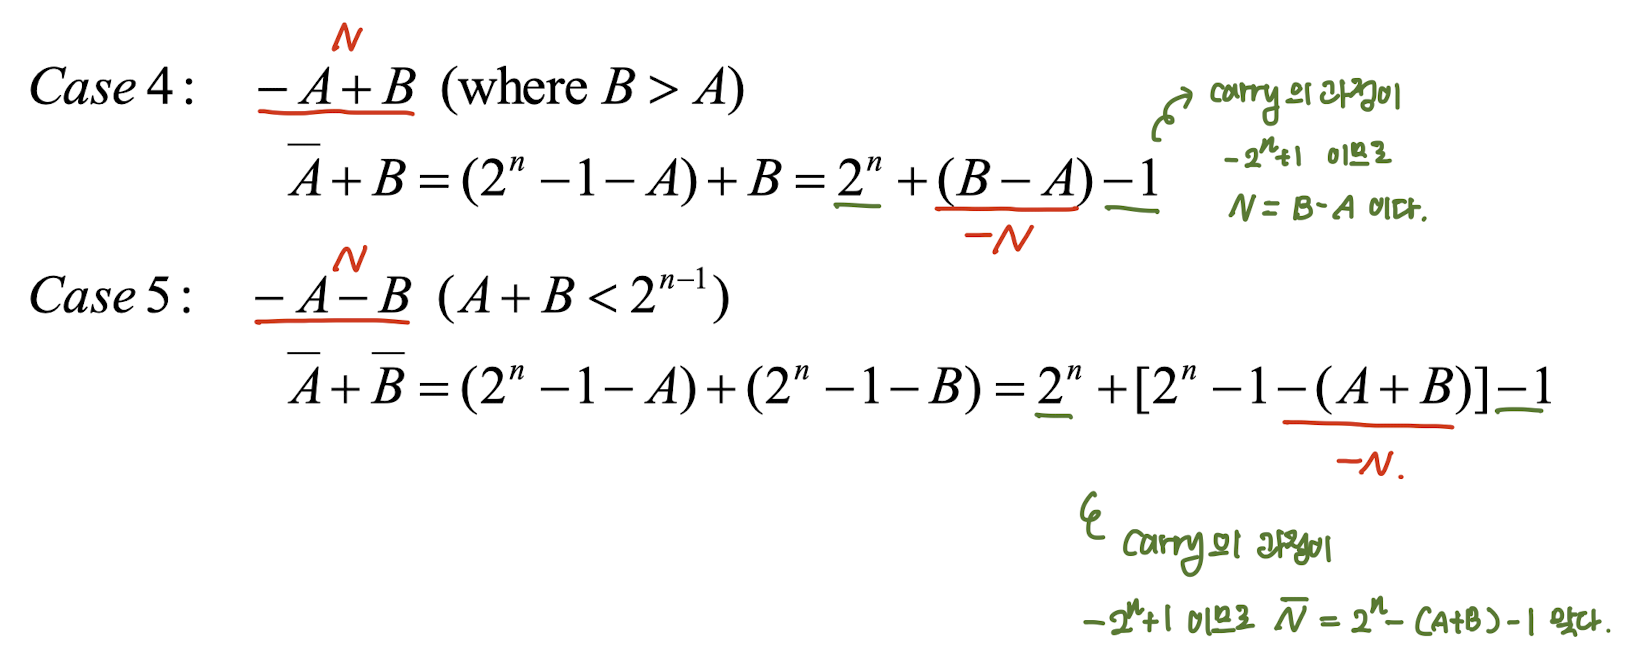 N
Case 4: − A + B (where B > A)
A̅ + B = (2ⁿ − 1 − A) + B = 2ⁿ + (B − A) − 1
−N
carry의 과정이
−2ⁿ+1 이므로
N = B − A 이다.
N
Case 5: − A − B (A + B < 2ⁿ⁻¹)
A̅ + B̅ = (2ⁿ − 1 − A) + (2ⁿ − 1 − B) = 2ⁿ + [2ⁿ − 1 − (A + B)] − 1
−N.
carry의 과정이
−2ⁿ+1 이므로 N̅ = 2ⁿ − (A+B) − 1 맞다.